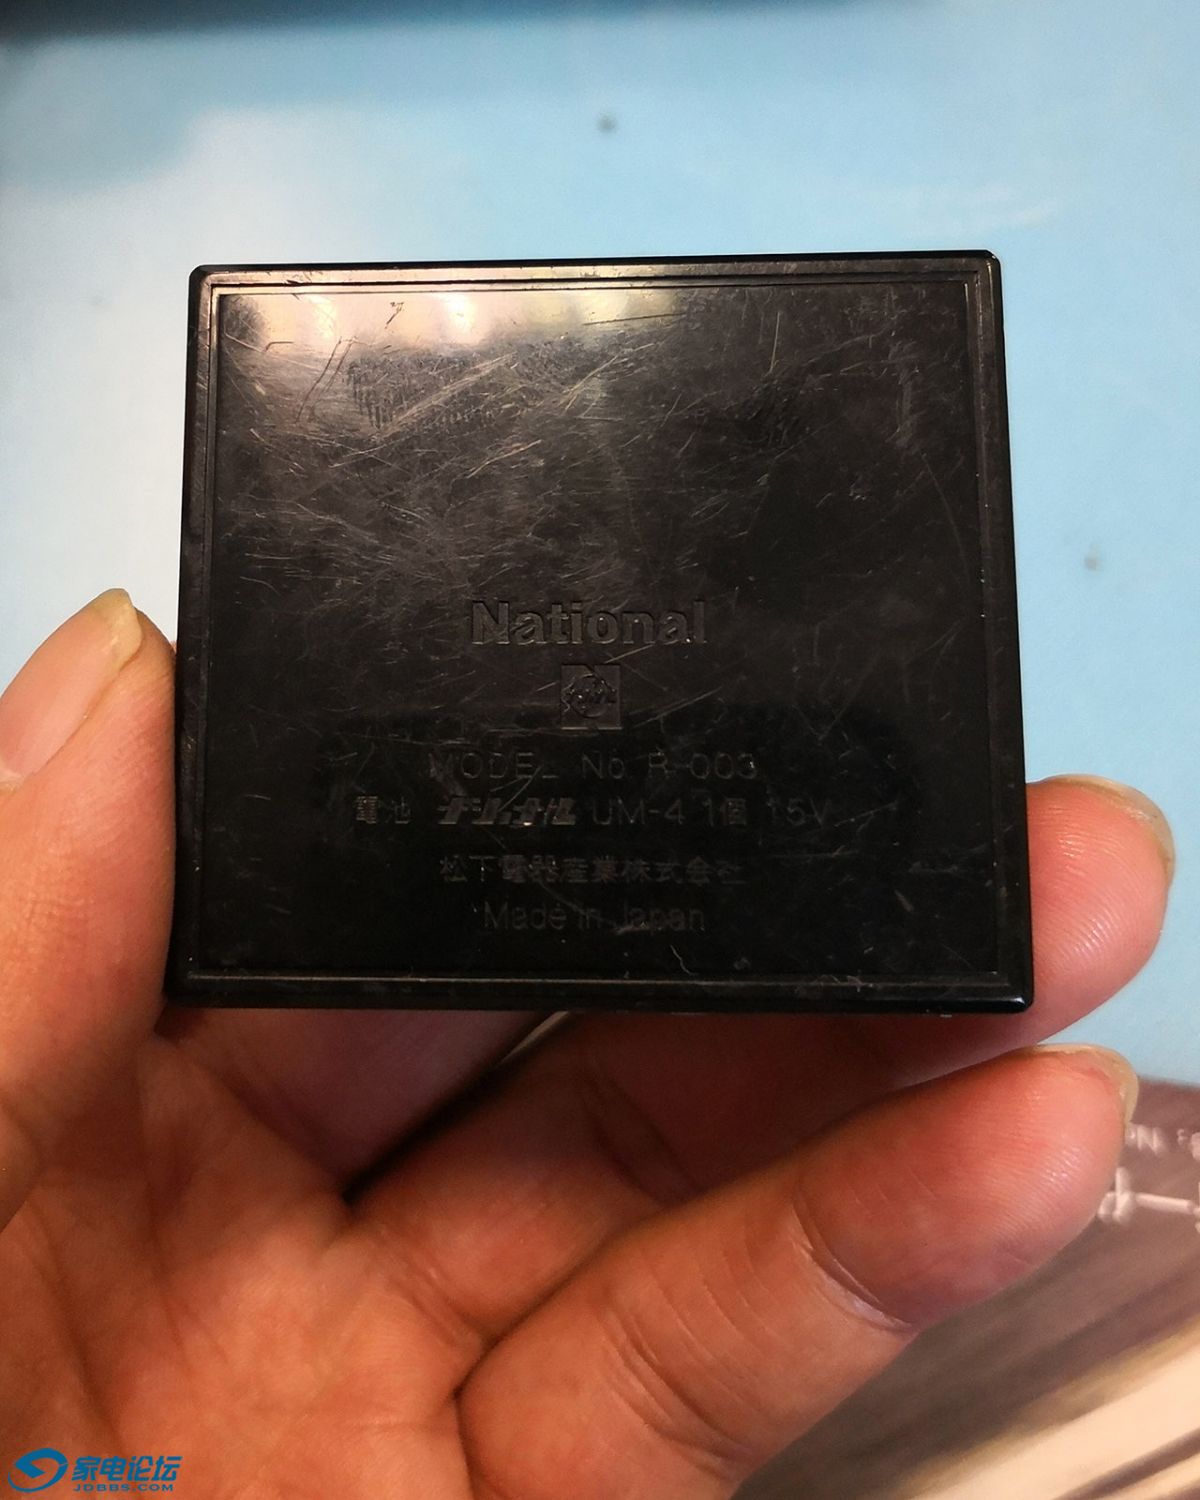 National
N
MODEL No R-003
電池 ナショナル UM-4 1個 1.5V
松下電器産業株式会社
Made in Japan
家电论坛
JDBBS.COM